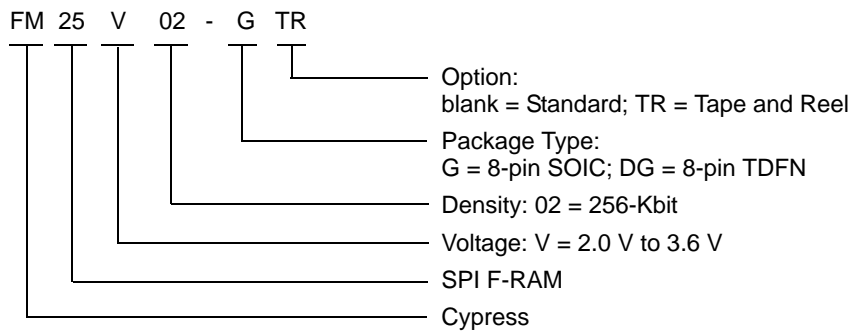 FM 25 V 02 - G TR
Option:
blank = Standard; TR = Tape and Reel
Package Type:
G = 8-pin SOIC; DG = 8-pin TDFN
Density: 02 = 256-Kbit
Voltage: V = 2.0 V to 3.6 V
SPI F-RAM
Cypress